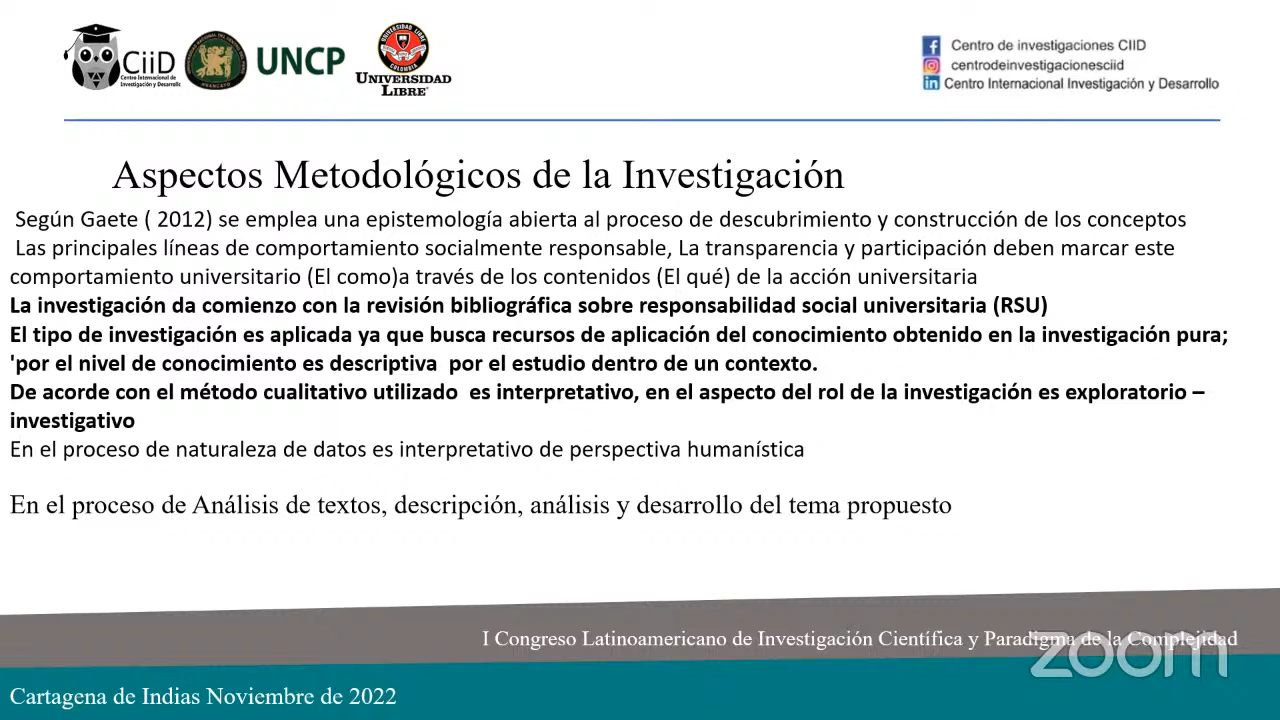 CiiD
Centro Internacional de
Investigación y Desarrollo
UNCP
UNIVERSIDAD LIBRE
COLOMBIA
UNIVERSIDAD
LIBRE®
Centro de investigaciones CIID
centrodeinvestigacionesciid
Centro Internacional Investigación y Desarrollo
Aspectos Metodológicos de la Investigación
Según Gaete ( 2012) se emplea una epistemología abierta al proceso de descubrimiento y construcción de los conceptos
Las principales líneas de comportamiento socialmente responsable, La transparencia y participación deben marcar este
comportamiento universitario (El como)a través de los contenidos (El qué) de la acción universitaria
La investigación da comienzo con la revisión bibliográfica sobre responsabilidad social universitaria (RSU)
El tipo de investigación es aplicada ya que busca recursos de aplicación del conocimiento obtenido en la investigación pura;
'por el nivel de conocimiento es descriptiva por el estudio dentro de un contexto.
De acorde con el método cualitativo utilizado es interpretativo, en el aspecto del rol de la investigación es exploratorio –
investigativo
En el proceso de naturaleza de datos es interpretativo de perspectiva humanística
En el proceso de Análisis de textos, descripción, análisis y desarrollo del tema propuesto
I Congreso Latinoamericano de Investigación Científica y Paradigma de la Complejidad
zoom
Cartagena de Indias Noviembre de 2022